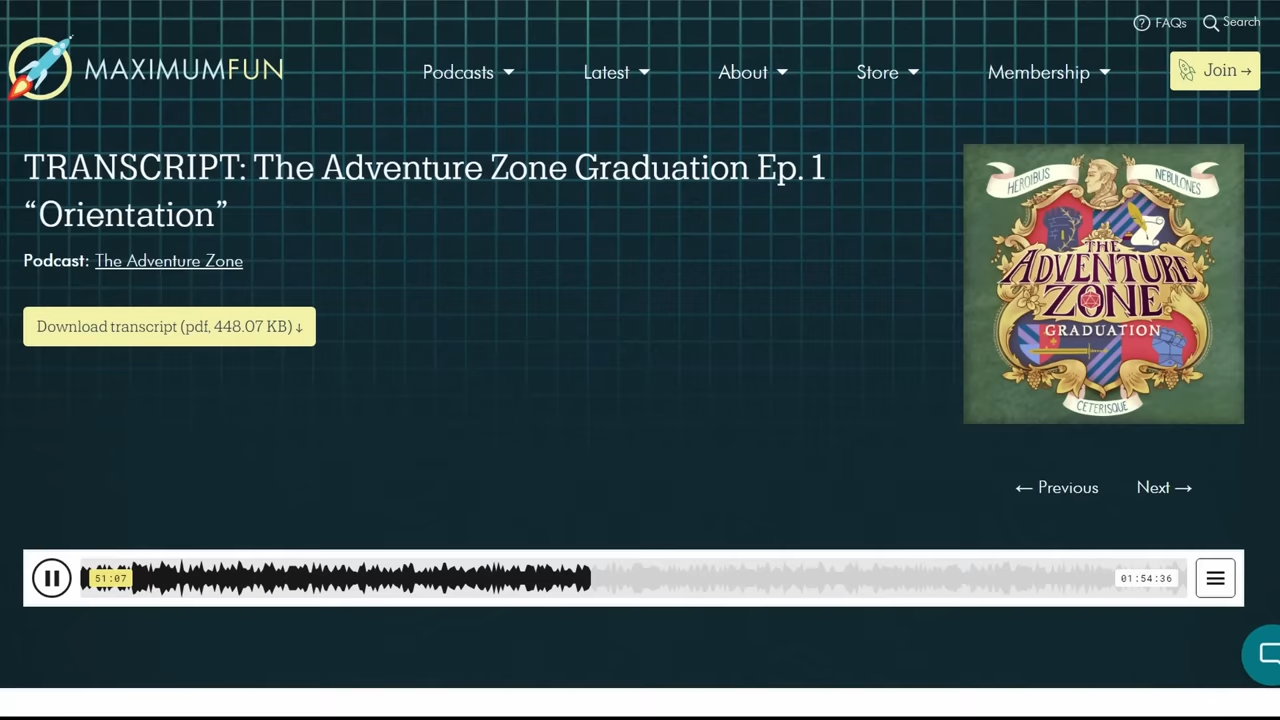 FAQs Search
MAXIMUMFUN Podcasts Latest About Store Membership Join →
TRANSCRIPT: The Adventure Zone Graduation Ep. 1
“Orientation”
Podcast: The Adventure Zone
Download transcript (pdf, 448.07 KB) ↓
HEROIBUS NEBULONES
THE
ADVENTURE
ZONE
GRADUATION
CETERISQUE
← Previous Next →
51:07 01:54:36